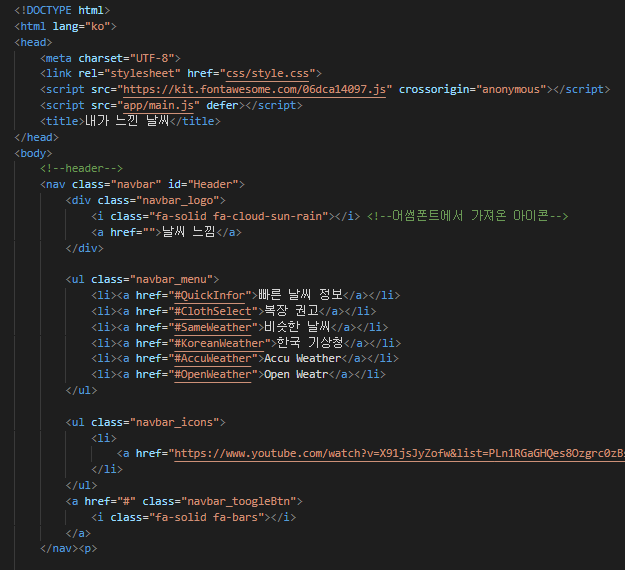 <!DOCTYPE html>
<html lang="ko">
<head>
    <meta charset="UTF-8">
    <link rel="stylesheet" href="css/style.css">
    <script src="https://kit.fontawesome.com/06dca14097.js" crossorigin="anonymous"></script>
    <script src="app/main.js" defer></script>
    <title>내가 느낀 날씨</title>
</head>
<body>
    <!--header-->
    <nav class="navbar" id="Header">
        <div class="navbar_logo">
            <i class="fa-solid fa-cloud-sun-rain"></i> <!--어썸폰트에서 가져온 아이콘-->
            <a href="">날씨 느낌</a>
        </div>

        <ul class="navbar_menu">
            <li><a href="#QuickInfor">빠른 날씨 정보</a></li>
            <li><a href="#ClothSelect">복장 권고</a></li>
            <li><a href="#SameWeather">비슷한 날씨</a></li>
            <li><a href="#KoreanWeather">한국 기상청</a></li>
            <li><a href="#AccuWeather">Accu Weather</a></li>
            <li><a href="#OpenWeather">Open Weatr</a></li>
        </ul>

        <ul class="navbar_icons">
            <li>
                <a href="https://www.youtube.com/watch?v=X91jsJyZofw&list=PLn1RGaGHQes8Ozgrc0zBs
            </li>
        </ul>
        <a href="#" class="navbar_toogleBtn">
            <i class="fa-solid fa-bars"></i>
        </a>
    </nav><p>